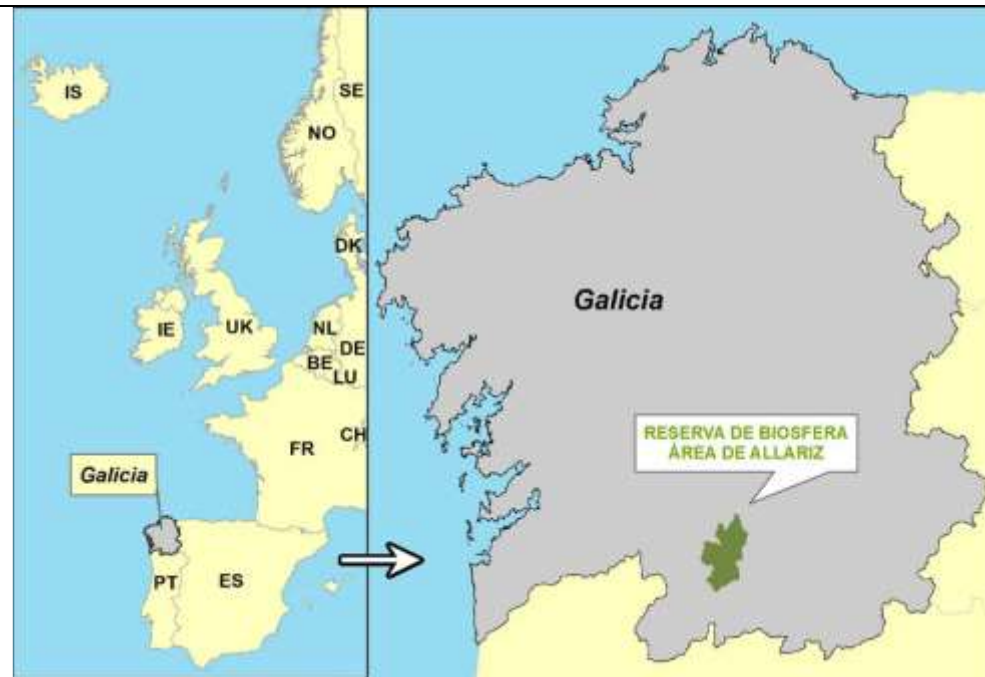 IS
SE
NO
DK
IE
UK
NL
DE
BE
LU
FR
CH
Galicia
PT
ES
Galicia
RESERVA DE BIOSFERA
ÁREA DE ALLARIZ